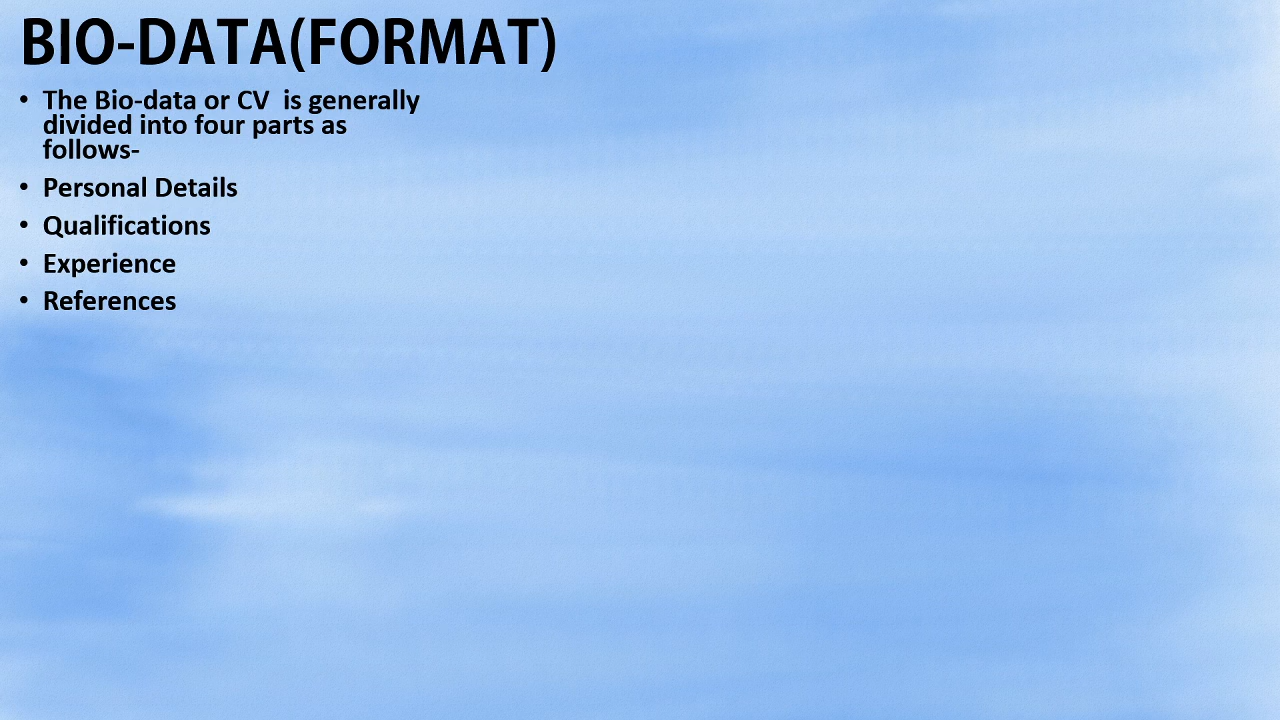 BIO-DATA(FORMAT)
• The Bio-data or CV  is generally
divided into four parts as
follows-
• Personal Details
• Qualifications
• Experience
• References